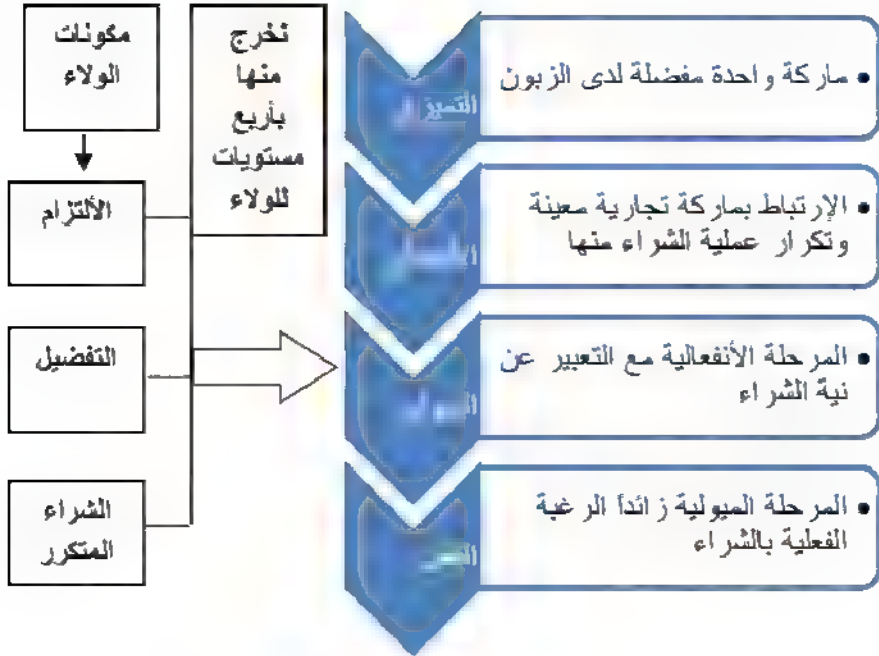 مكونات
الولاء
تخرج
منها
بأربع
مستويات
للولاء
الألتزام
التفضيل
الشراء
المتكرر
ماركة واحدة مفضلة لدى الزبون
الإرتباط بماركة تجارية معينة
وتكرار عملية الشراء منها
المرحلة الأنفعالية مع التعبير عن
نية الشراء
المرحلة الميولية زائداً الرغبة
الفعلية بالشراء